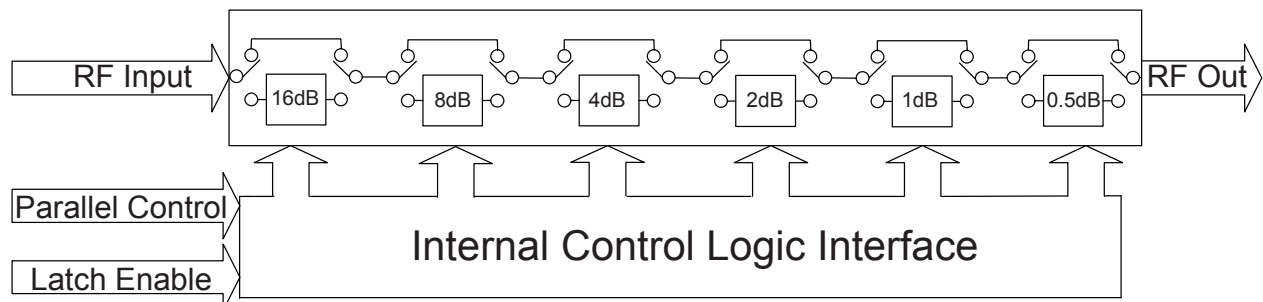 RF Input
16dB
8dB
4dB
2dB
1dB
0.5dB
RF Out
Parallel Control
Latch Enable
Internal Control Logic Interface